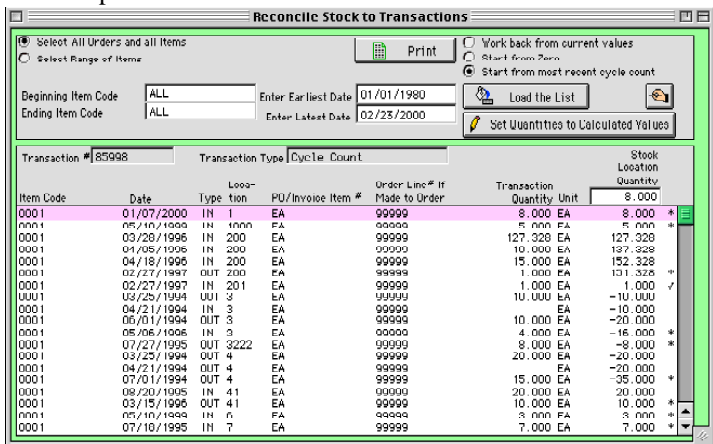 Reconcile Stock to Transactions
Select All Orders and all Items
Select Range of Items
Print
Work back from current values
Start from Zero
Start from most recent cycle count
Beginning Item Code ALL
Enter Earliest Date 01/01/1980
Load the List
Ending Item Code ALL
Enter Latest Date 02/23/2000
Set Quantities to Calculated Values
Transaction # 85998 Transaction Type Cycle Count
Stock Location Quantity
Item Code Date Type Loca-tion PO/Invoice Item # Order Line# If Made to Order Transaction Quantity Unit 8.000
0001 01/07/2000 IN 1 EA 99999 8.000 EA 8.000 *
0001 05/10/1999 IN 1000 EA 99999 5.000 EA 5.000 *
0001 03/28/1996 IN 200 EA 99999 127.328 EA 127.328
0001 04/05/1996 IN 200 EA 99999 10.000 EA 137.328
0001 04/18/1996 IN 200 EA 99999 15.000 EA 152.328
0001 02/27/1997 OUT 200 EA 99999 1.000 EA 151.328 *
0001 02/27/1997 IN 201 EA 99999 1.000 EA 1.000 √
0001 03/25/1994 OUT 3 EA 99999 10.000 EA -10.000
0001 04/21/1994 IN 3 EA 99999 EA -10.000
0001 06/01/1994 OUT 3 EA 99999 10.000 EA -20.000
0001 05/06/1996 IN 3 EA 99999 4.000 EA -16.000 *
0001 07/27/1995 OUT 3222 EA 99999 8.000 EA -8.000 *
0001 03/25/1994 OUT 4 EA 99999 20.000 EA -20.000
0001 04/21/1994 OUT 4 EA 99999 EA -20.000
0001 07/01/1994 OUT 4 EA 99999 15.000 EA -35.000 *
0001 08/20/1995 IN 41 EA 99999 20.000 EA 20.000
0001 03/15/1996 OUT 41 EA 99999 10.000 EA 10.000 *
0001 05/10/1999 IN 6 EA 99999 3.000 EA 3.000 *
0001 07/18/1995 IN 7 EA 99999 7.000 EA 7.000 *